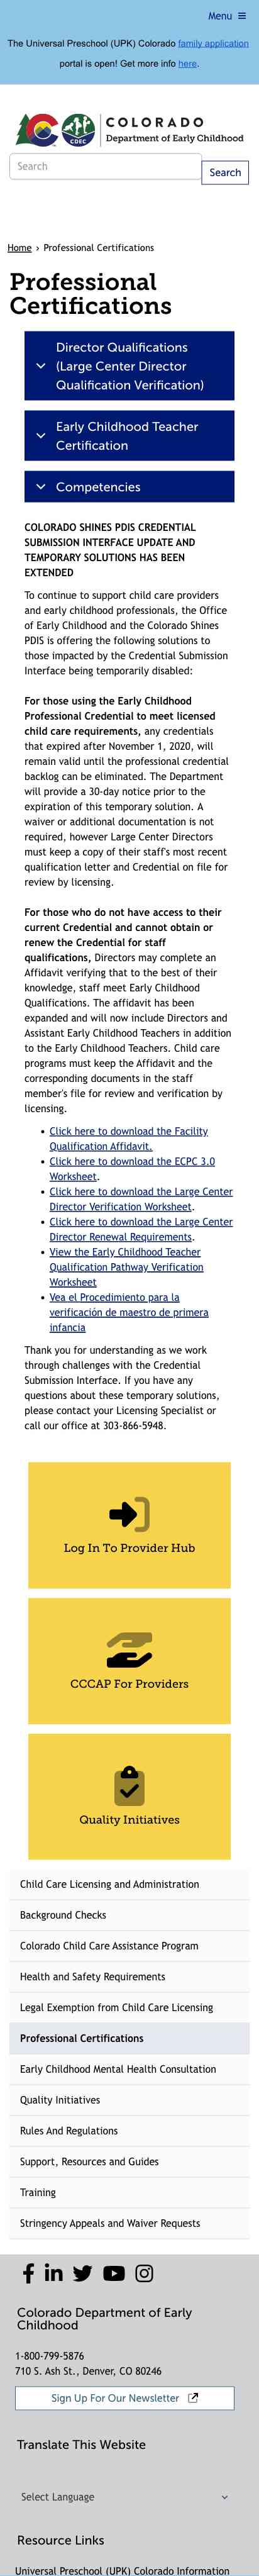 Menu ≡
The Universal Preschool (UPK) Colorado family application
portal is open! Get more info here.
CDEC
COLORADO
Department of Early Childhood
Search
Search
Home › Professional Certifications
Professional
Certifications
Director Qualifications
(Large Center Director
Qualification Verification)
Early Childhood Teacher
Certification
Competencies
COLORADO SHINES PDIS CREDENTIAL
SUBMISSION INTERFACE UPDATE AND
TEMPORARY SOLUTIONS HAS BEEN
EXTENDED
To continue to support child care providers
and early childhood professionals, the Office
of Early Childhood and the Colorado Shines
PDIS is offering the following solutions to
those impacted by the Credential Submission
Interface being temporarily disabled:
For those using the Early Childhood
Professional Credential to meet licensed
child care requirements, any credentials
that expired after November 1, 2020, will
remain valid until the professional credential
backlog can be eliminated. The Department
will provide a 30-day notice prior to the
expiration of this temporary solution. A
waiver or additional documentation is not
required, however Large Center Directors
must keep a copy of their staff's most recent
qualification letter and Credential on file for
review by licensing.
For those who do not have access to their
current Credential and cannot obtain or
renew the Credential for staff
qualifications, Directors may complete an
Affidavit verifying that to the best of their
knowledge, staff meet Early Childhood
Qualifications. The affidavit has been
expanded and will now include Directors and
Assistant Early Childhood Teachers in addition
to the Early Childhood Teachers. Child care
programs must keep the Affidavit and the
corresponding documents in the staff
member's file for review and verification by
licensing.
• Click here to download the Facility
Qualification Affidavit.
• Click here to download the ECPC 3.0
Worksheet.
• Click here to download the Large Center
Director Verification Worksheet.
• Click here to download the Large Center
Director Renewal Requirements.
• View the Early Childhood Teacher
Qualification Pathway Verification
Worksheet
• Vea el Procedimiento para la
verificación de maestro de primera
infancia
Thank you for understanding as we work
through challenges with the Credential
Submission Interface. If you have any
questions about these temporary solutions,
please contact your Licensing Specialist or
call our office at 303-866-5948.
Log In To Provider Hub
CCCAP For Providers
Quality Initiatives
Child Care Licensing and Administration
Background Checks
Colorado Child Care Assistance Program
Health and Safety Requirements
Legal Exemption from Child Care Licensing
Professional Certifications
Early Childhood Mental Health Consultation
Quality Initiatives
Rules And Regulations
Support, Resources and Guides
Training
Stringency Appeals and Waiver Requests
Colorado Department of Early
Childhood
1-800-799-5876
710 S. Ash St., Denver, CO 80246
Sign Up For Our Newsletter
Translate This Website
Select Language
Resource Links
Universal Preschool (UPK) Colorado Information